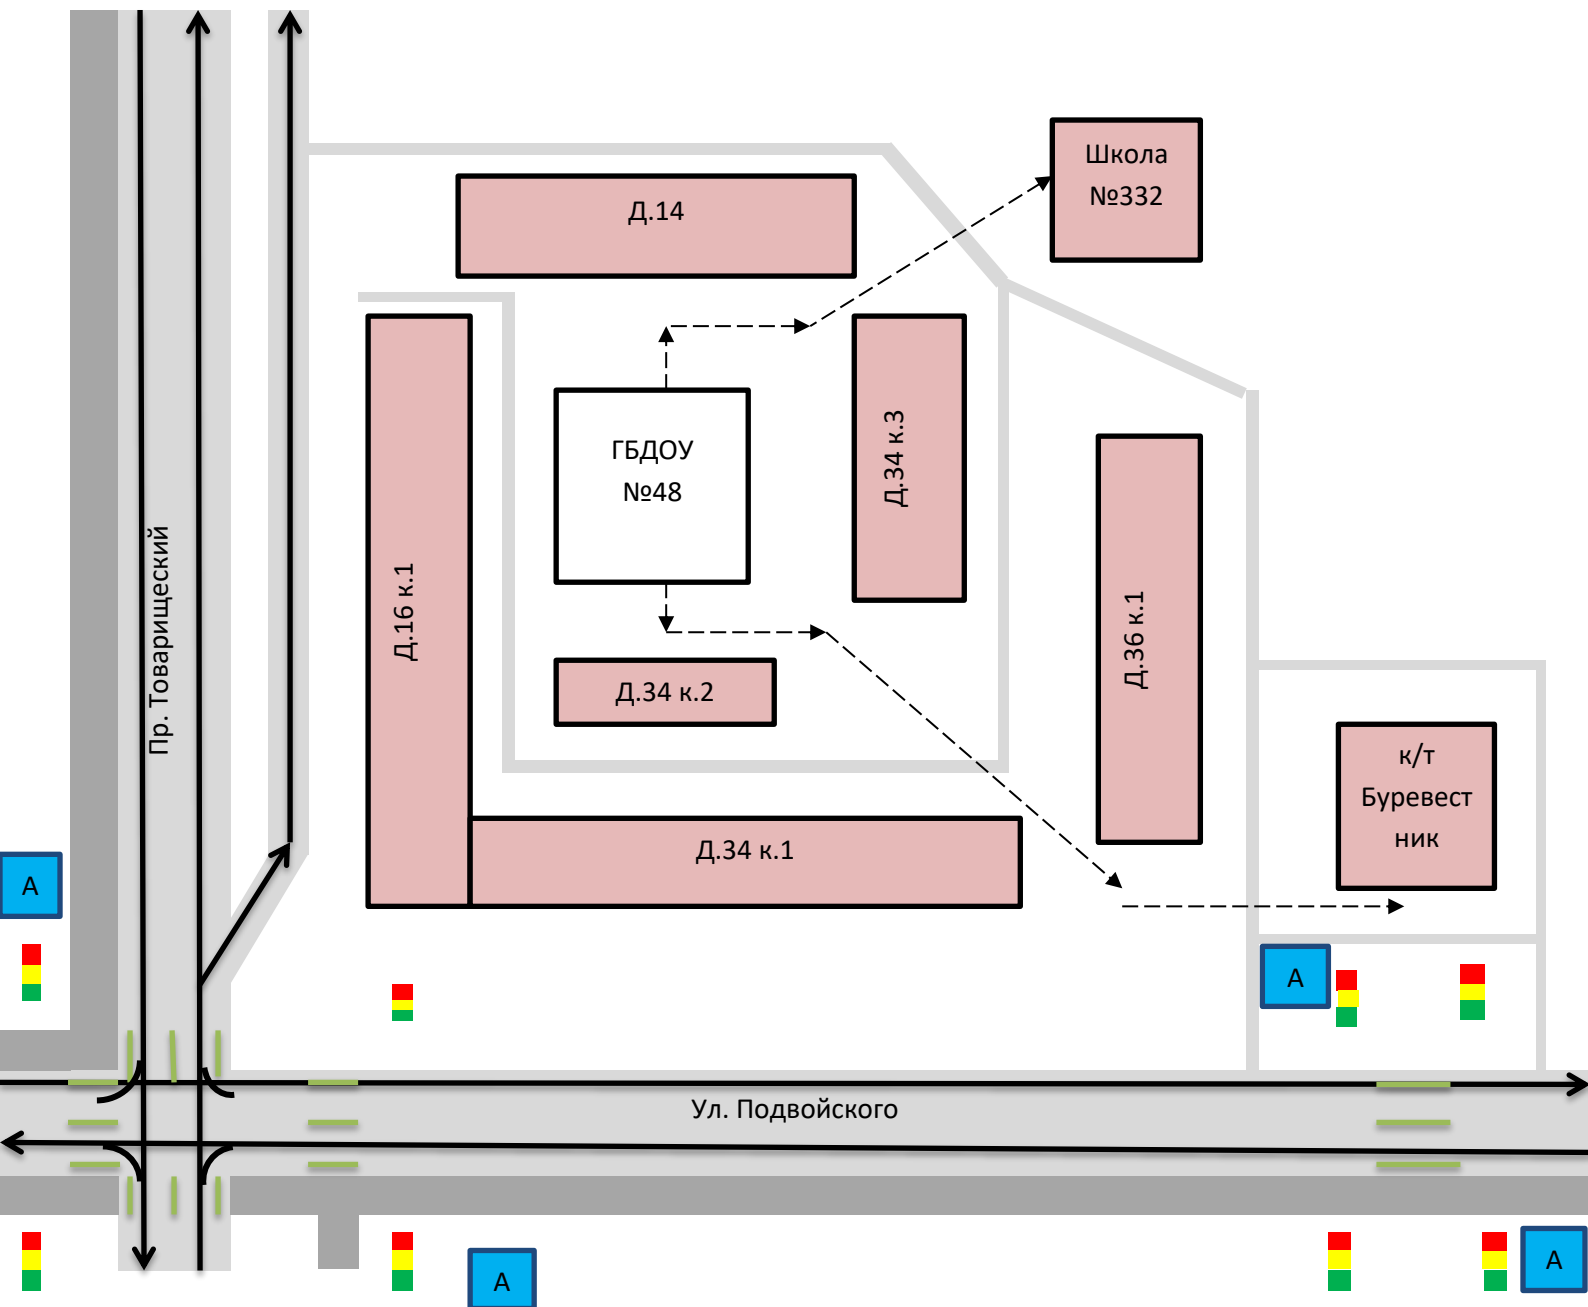 Школа
№332
Д.14
ГБДОУ
№48
Д.34 к.3
Д.16 к.1
Д.36 к.1
Пр. Товарищеский
Д.34 к.2
к/т
Буревест
ник
Д.34 к.1
А
А
Ул. Подвойского
А
А